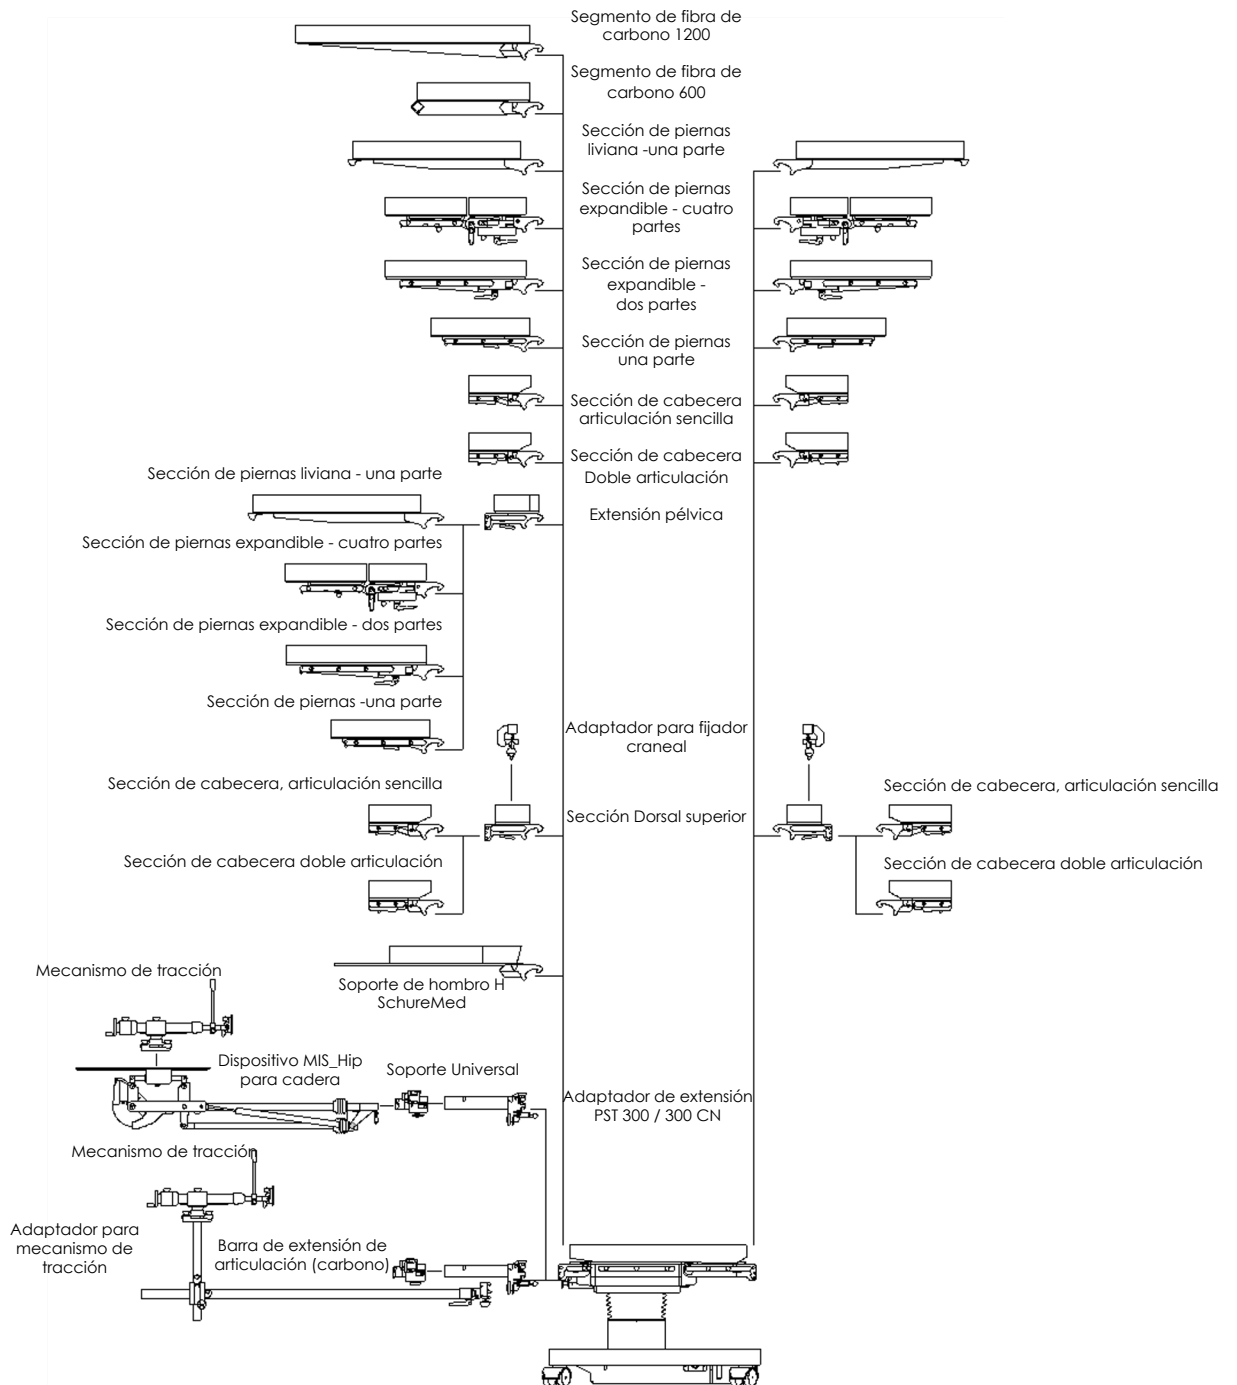 Segmento de fibra de
carbono 1200
Segmento de fibra de
carbono 600
Sección de piernas
liviana -una parte
Sección de piernas
expandible - cuatro
partes
Sección de piernas
expandible -
dos partes
Sección de piernas
una parte
Sección de cabecera
articulación sencilla
Sección de cabecera
Doble articulación
Sección de piernas liviana - una parte
Extensión pélvica
Sección de piernas expandible - cuatro partes
Sección de piernas expandible - dos partes
Sección de piernas -una parte
Adaptador para fijador
craneal
Sección de cabecera, articulación sencilla
Sección de cabecera, articulación sencilla
Sección Dorsal superior
Sección de cabecera doble articulación
Sección de cabecera doble articulación
Mecanismo de tracción
Soporte de hombro H
SchureMed
Dispositivo MIS_Hip
para cadera
Soporte Universal
Adaptador de extensión
PST 300 / 300 CN
Mecanismo de tracción
Adaptador para
mecanismo de
tracción
Barra de extensión de
articulación (carbono)